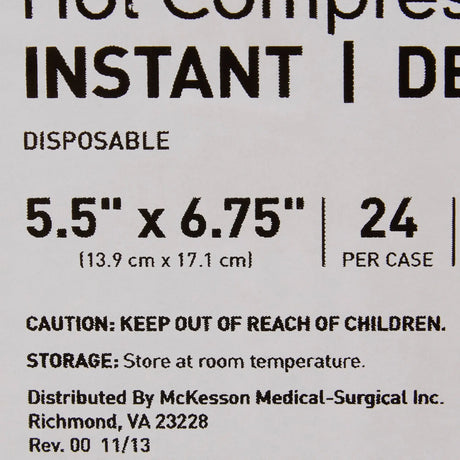 Hot Compress
INSTANT | DE
DISPOSABLE
5.5" x 6.75" | 24 |
(13.9 cm x 17.1 cm) PER CASE
CAUTION: KEEP OUT OF REACH OF CHILDREN.
STORAGE: Store at room temperature.
Distributed By McKesson Medical-Surgical Inc.
Richmond, VA 23228
Rev. 00 11/13